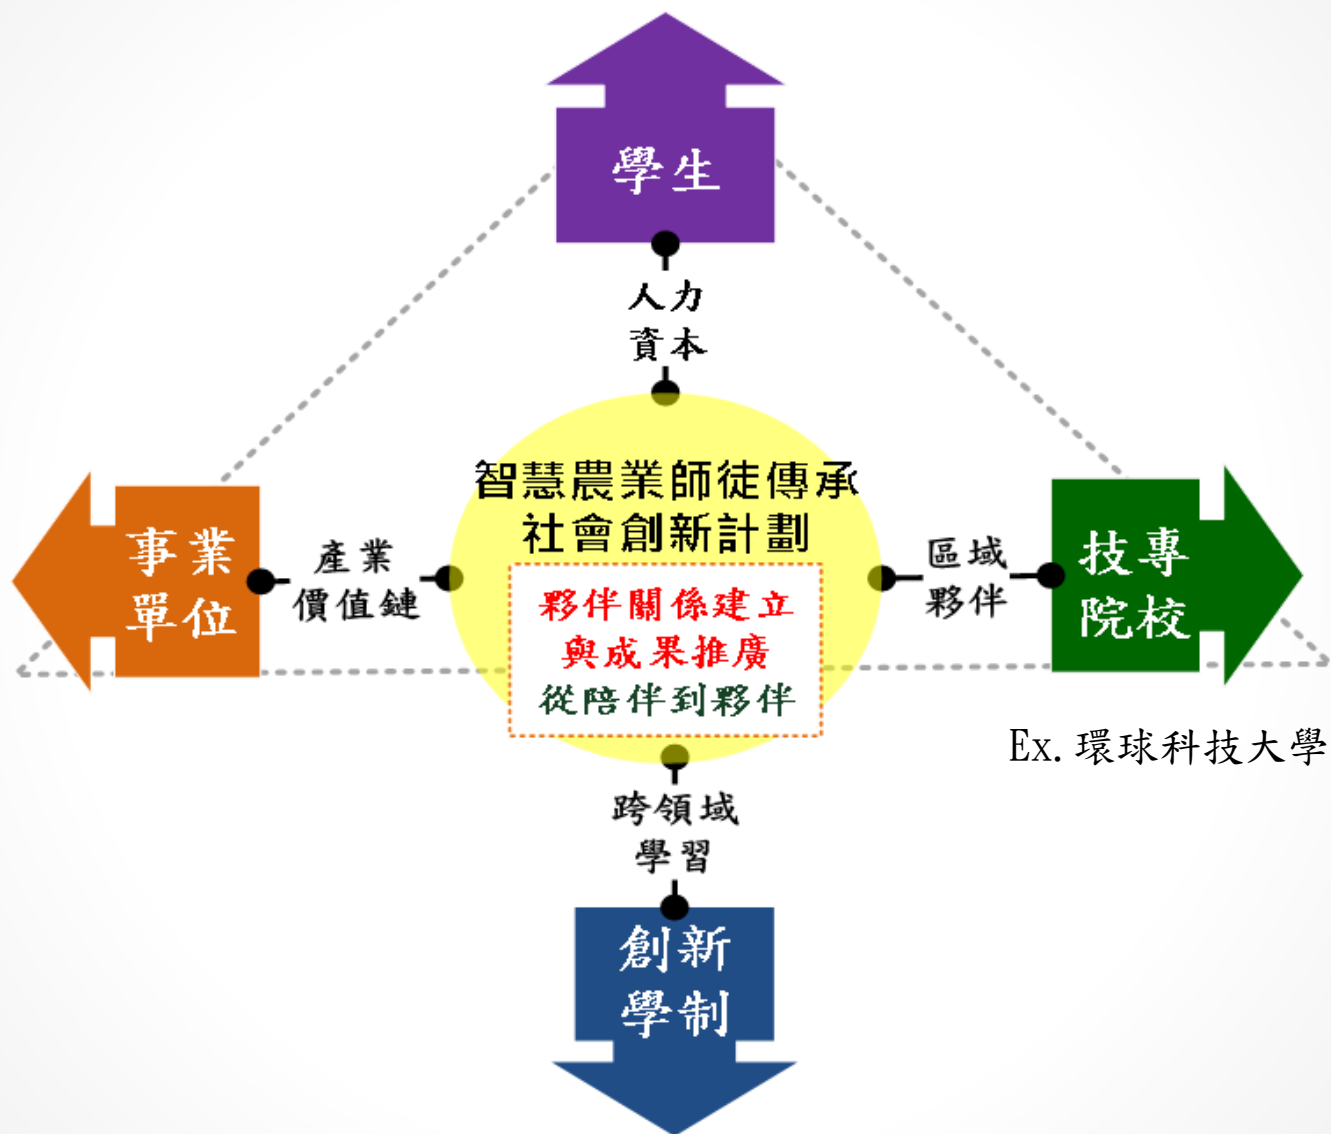 學生
人力
資本
智慧農業師徒傳承
社會創新計劃
夥伴關係建立
與成果推廣
從陪伴到夥伴
事業
單位
產業
價值鏈
區域
夥伴
技專
院校
Ex. 環球科技大學
跨領域
學習
創新
學制